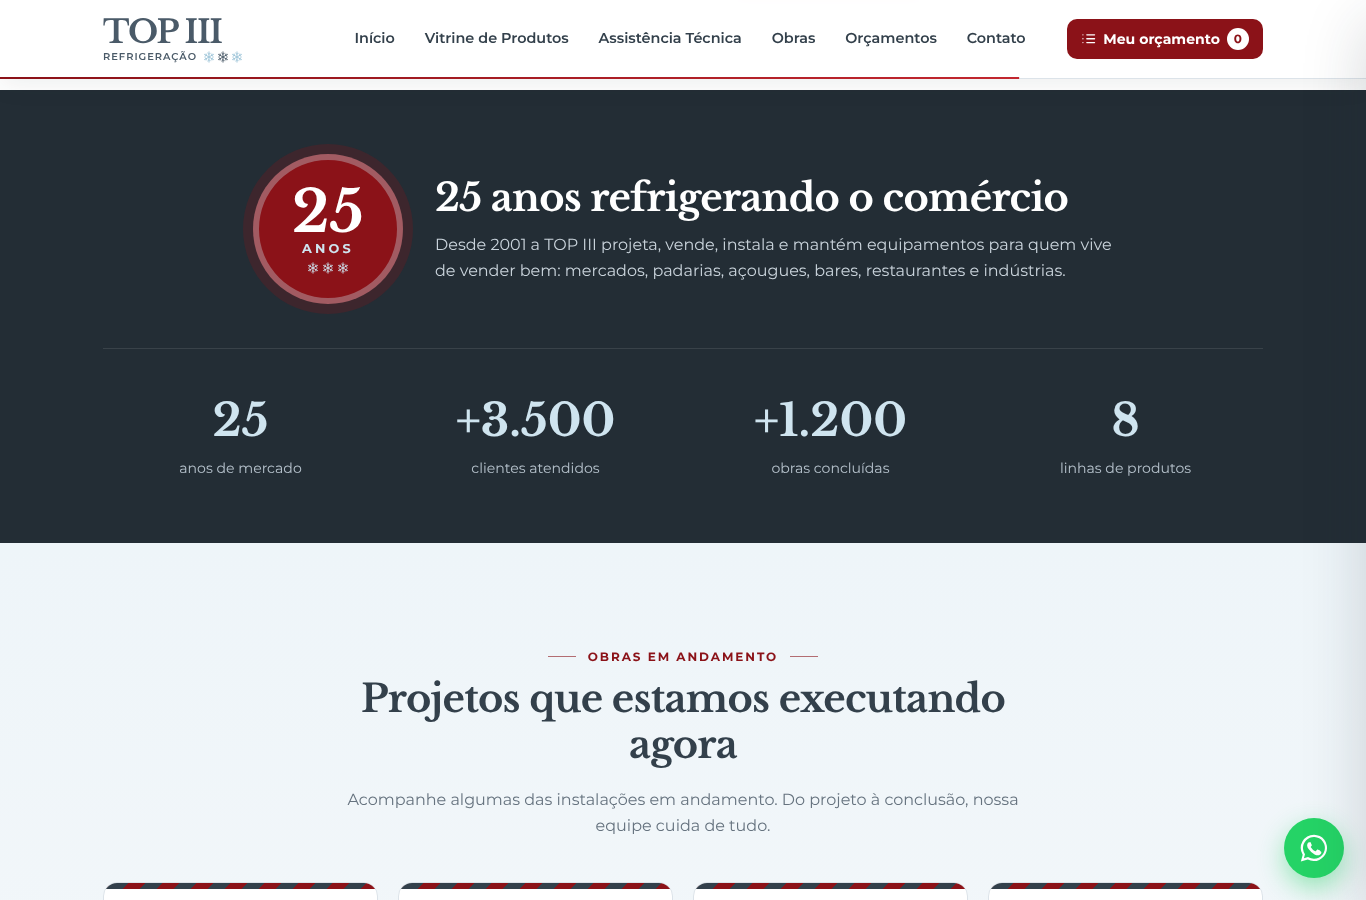 TOP III
REFRIGERAÇÃO
Início
Vitrine de Produtos
Assistência Técnica
Obras
Orçamentos
Contato
Meu orçamento 0
25
ANOS
25 anos refrigerando o comércio
Desde 2001 a TOP III projeta, vende, instala e mantém equipamentos para quem vive
de vender bem: mercados, padarias, açougues, bares, restaurantes e indústrias.
25
anos de mercado
+3.500
clientes atendidos
+1.200
obras concluídas
8
linhas de produtos
OBRAS EM ANDAMENTO
Projetos que estamos executando
agora
Acompanhe algumas das instalações em andamento. Do projeto à conclusão, nossa
equipe cuida de tudo.